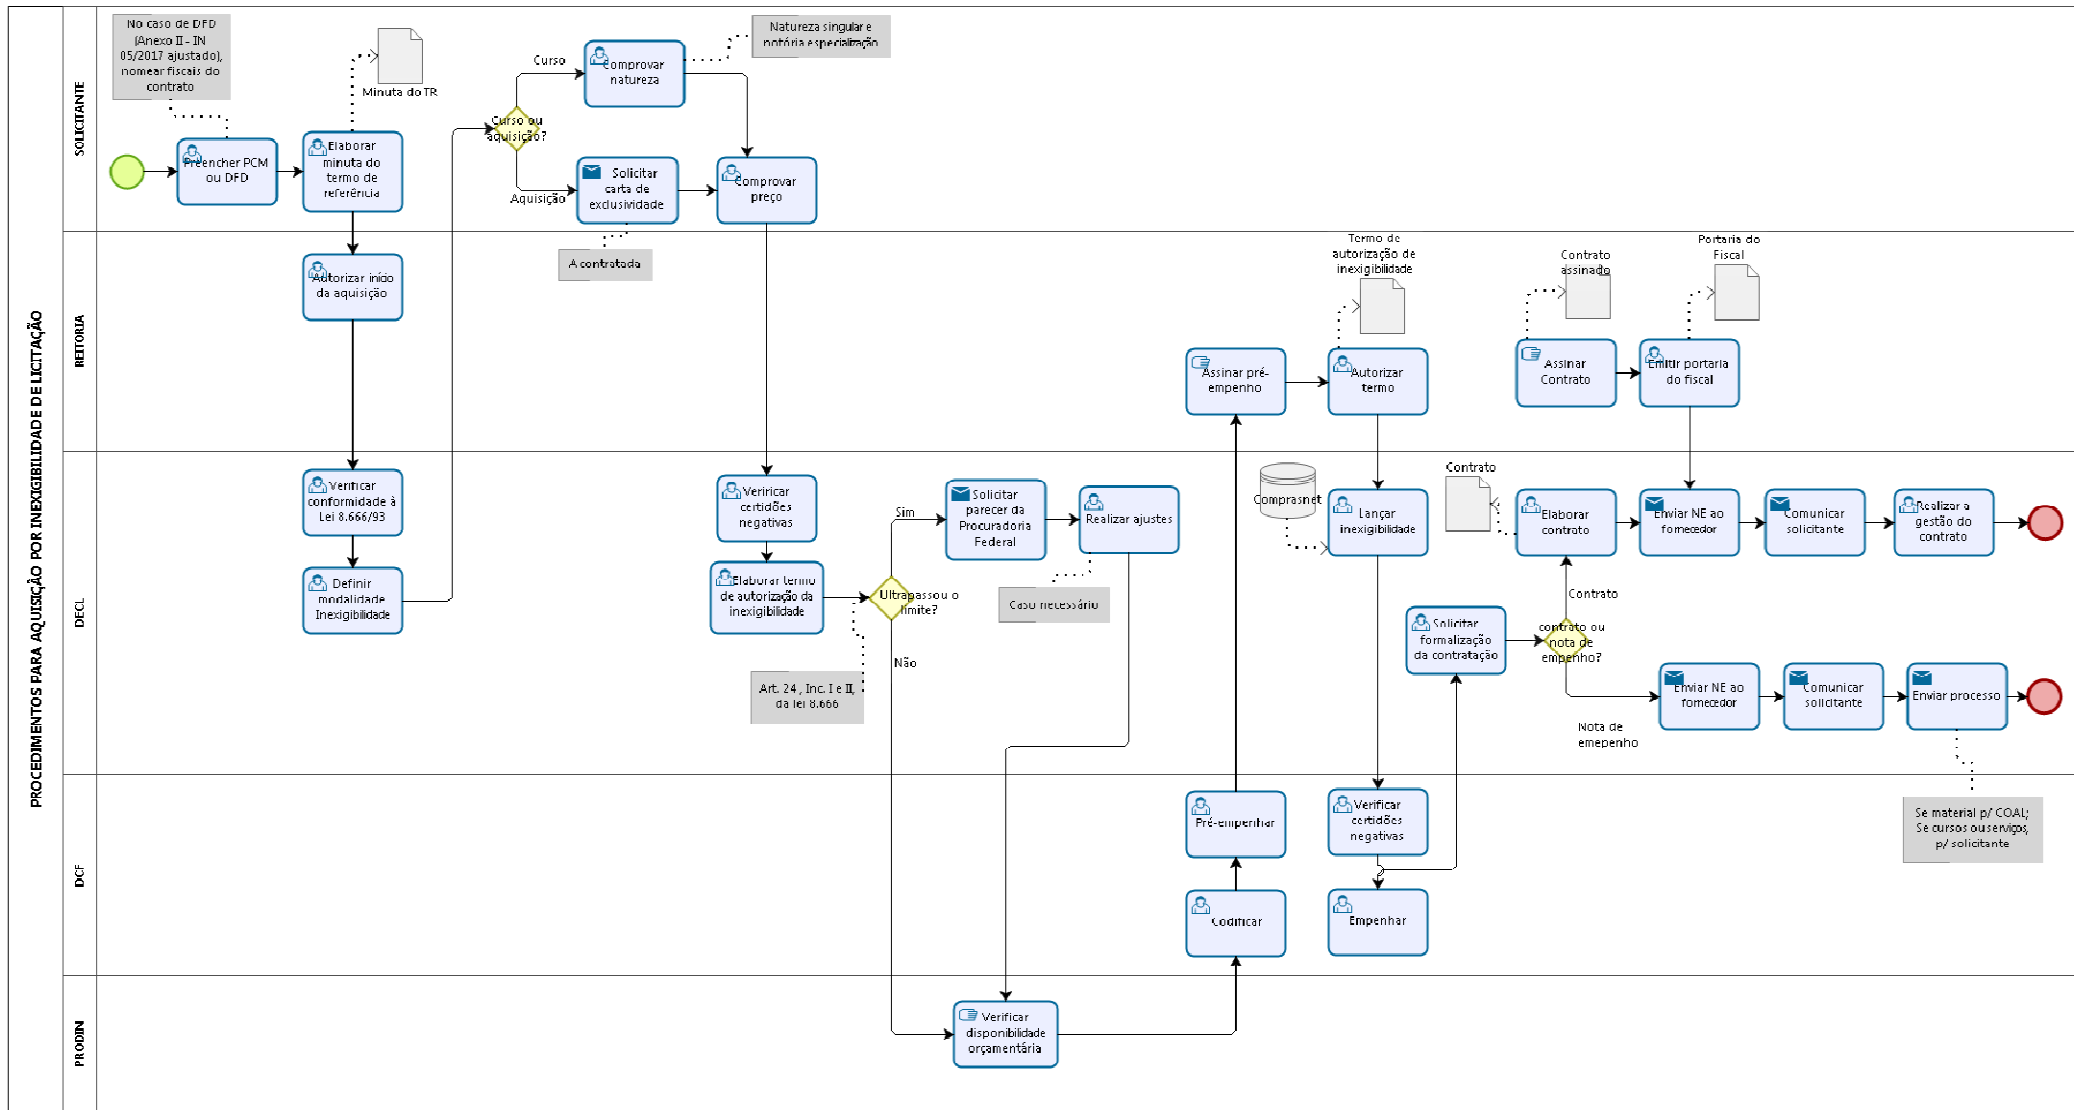 PROCEDIMENTOS PARA AQUISIÇÃO POR INEXIGIBILIDADE DE LICITAÇÃO
SOLICITANTE
No caso de DFD
(Anexo II - IN
05/2017 ajustado),
nomear fiscais do
contrato
Minuta do TR
Preencher PCM
ou DFD
Elaborar
minuta do
termo de
referência
Curso ou
aquisição?
Curso
Aquisição
Comprovar
natureza
Natureza singular e
notória especialização
Solicitar
carta de
exclusividade
Comprovar
preço
A contratada
REITORIA
Autorizar início
da aquisição
Assinar pré-
empenho
Termo de
autorização de
inexigibilidade
Autorizar
termo
Contrato
assinado
Assinar
Contrato
Portaria do
Fiscal
Emitir portaria
do fiscal
DECL
Verificar
conformidade à
Lei 8.666/93
Definir
modalidade
Inexigibilidade
Veriricar
certidões
negativas
Elaborar termo
de autorização da
inexigibilidade
Ultrapassou o
limite?
Sim
Não
Art. 24 , Inc. I e II,
da lei 8.666
Solicitar
parecer da
Procuradoria
Federal
Realizar ajustes
Caso necessário
Comprasnet
Lançar
inexigibilidade
Solicitar
formalização
da contratação
contrato ou
nota de
empenho?
Contrato
Contrato
Elaborar
contrato
Enviar NE ao
fornecedor
Comunicar
solicitante
Realizar a
gestão do
contrato
Nota de
emepenho
Enviar NE ao
fornecedor
Comunicar
solicitante
Enviar processo
Se material p/ COAL;
Se cursos ou serviços,
p/ solicitante
DCF
Pré-empenhar
Codificar
Verificar
certidões
negativas
Empenhar
PRODIN
Verificar
disponibilidade
orçamentária